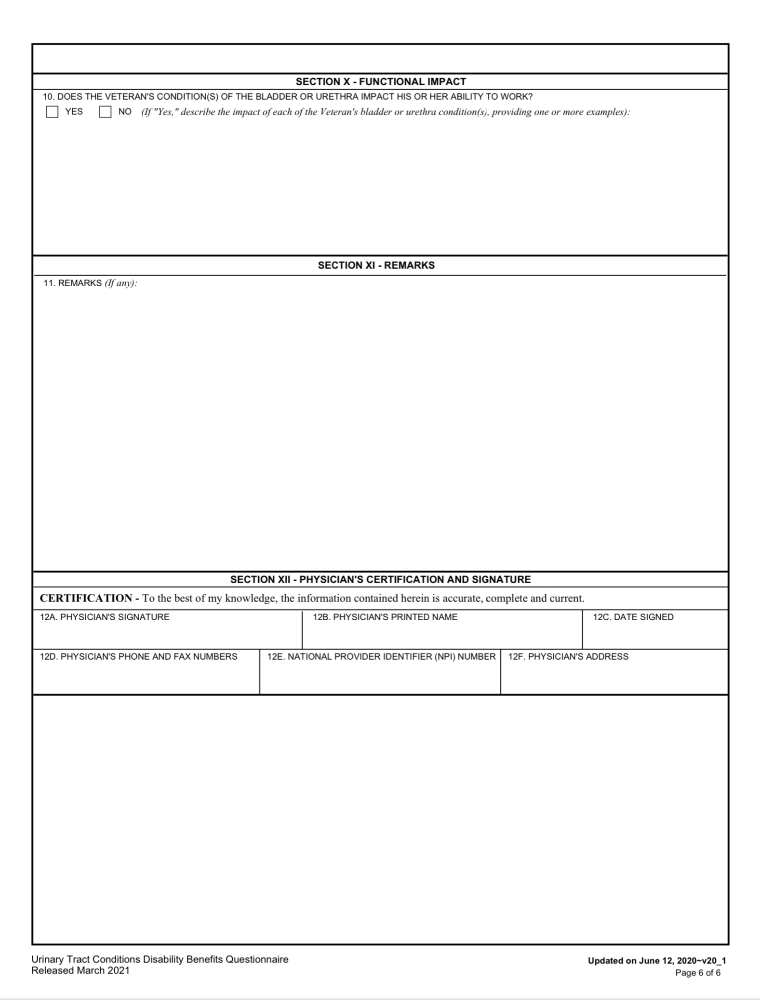 SECTION X - FUNCTIONAL IMPACT
10. DOES THE VETERAN'S CONDITION(S) OF THE BLADDER OR URETHRA IMPACT HIS OR HER ABILITY TO WORK?
YES NO (If "Yes," describe the impact of each of the Veteran's bladder or urethra condition(s), providing one or more examples):
SECTION XI - REMARKS
11. REMARKS (If any):
SECTION XII - PHYSICIAN'S CERTIFICATION AND SIGNATURE
CERTIFICATION - To the best of my knowledge, the information contained herein is accurate, complete and current.
12A. PHYSICIAN'S SIGNATURE 12B. PHYSICIAN'S PRINTED NAME 12C. DATE SIGNED
12D. PHYSICIAN'S PHONE AND FAX NUMBERS 12E. NATIONAL PROVIDER IDENTIFIER (NPI) NUMBER 12F. PHYSICIAN'S ADDRESS
Urinary Tract Conditions Disability Benefits Questionnaire
Released March 2021
Updated on June 12, 2020~v20_1
Page 6 of 6